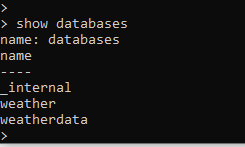 >
> show databases
name: databases
name
----
_internal
weather
weatherdata
>